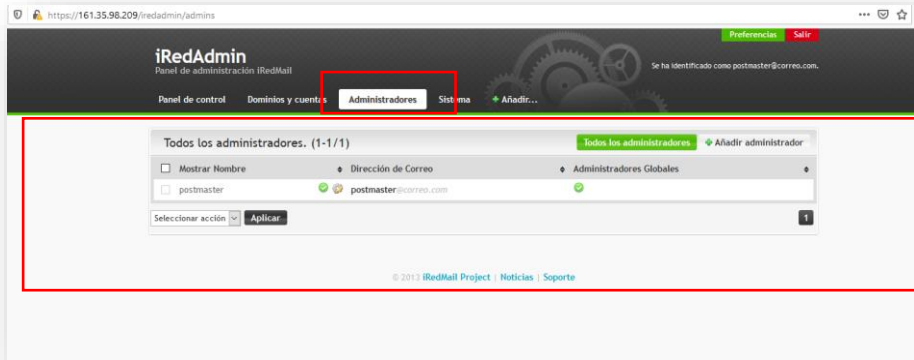 https://161.35.98.209/iredadmin/admins
Preferencias Salir
iRedAdmin
Panel de administración iRedMail
Se ha identificado como postmaster@correo.com.
Panel de control Dominios y cuentas Administradores Sistema Añadir...
Todos los administradores. (1-1/1) Todos los administradores Añadir administrador
Mostrar Nombre Dirección de Correo Administradores Globales
postmaster postmaster@correo.com
Seleccionar acción Aplicar 1
© 2013 iRedMail Project | Noticias | Soporte